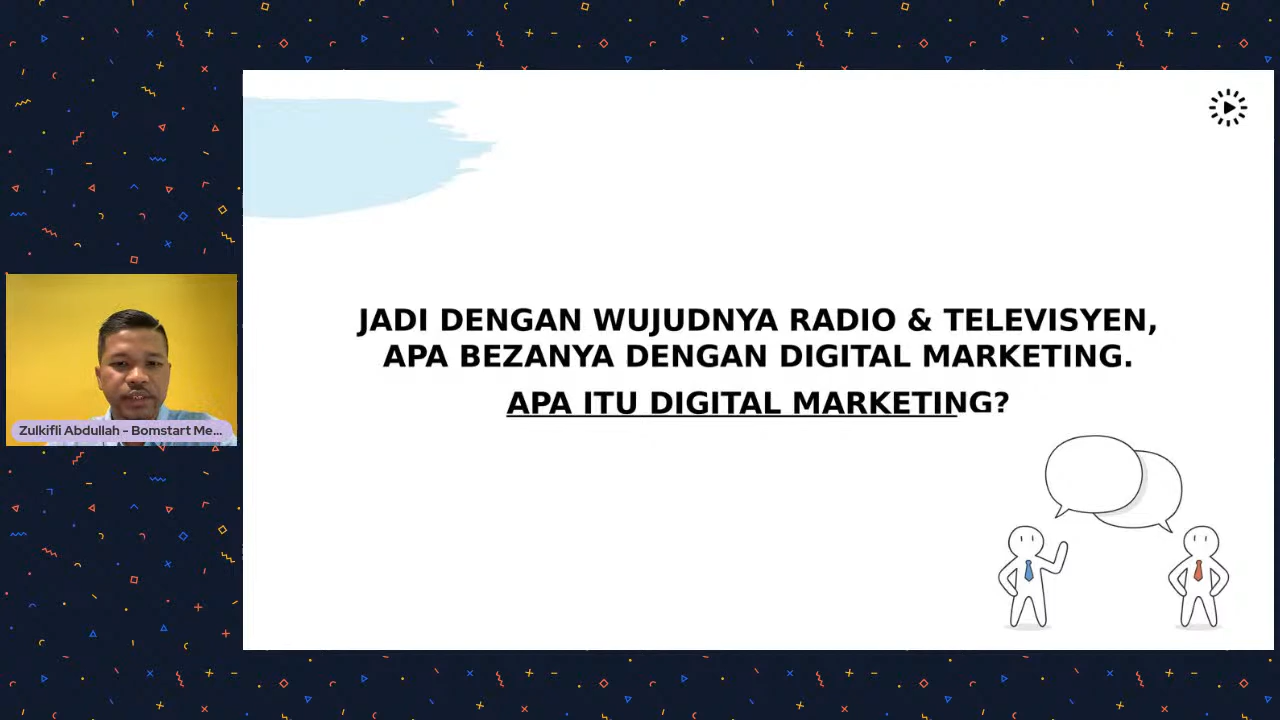 JADI DENGAN WUJUDNYA RADIO & TELEVISYEN,
APA BEZANYA DENGAN DIGITAL MARKETING.
APA ITU DIGITAL MARKETING?
Zulkifli Abdullah - Bomstart Me...